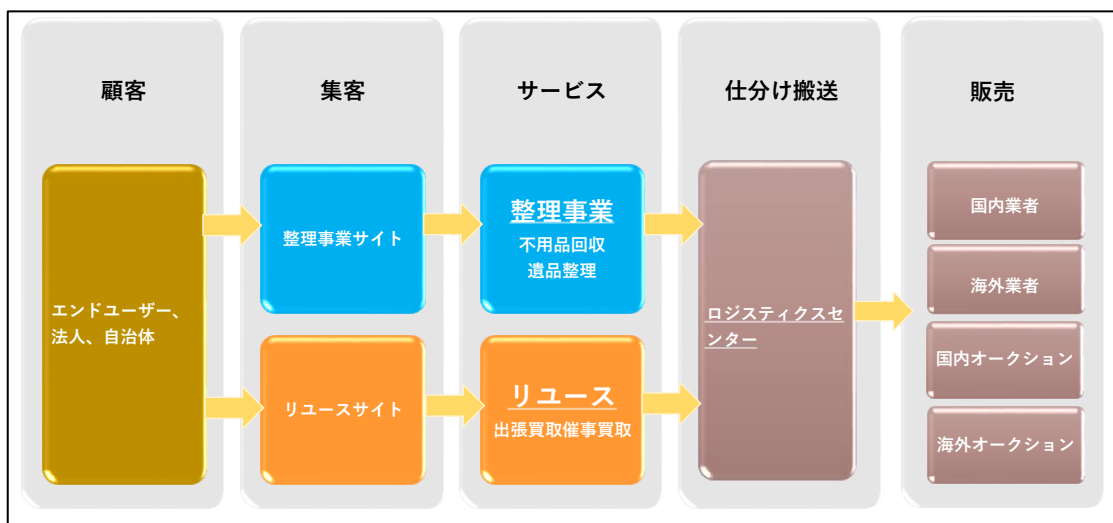 顧客
集客
サービス
仕分け搬送
販売
エンドユーザー、
法人、自治体
整理事業サイト
リユースサイト
整理事業
不用品回収
遺品整理
リユース
出張買取催事買取
ロジスティクスセ
ンター
国内業者
海外業者
国内オークション
海外オークション